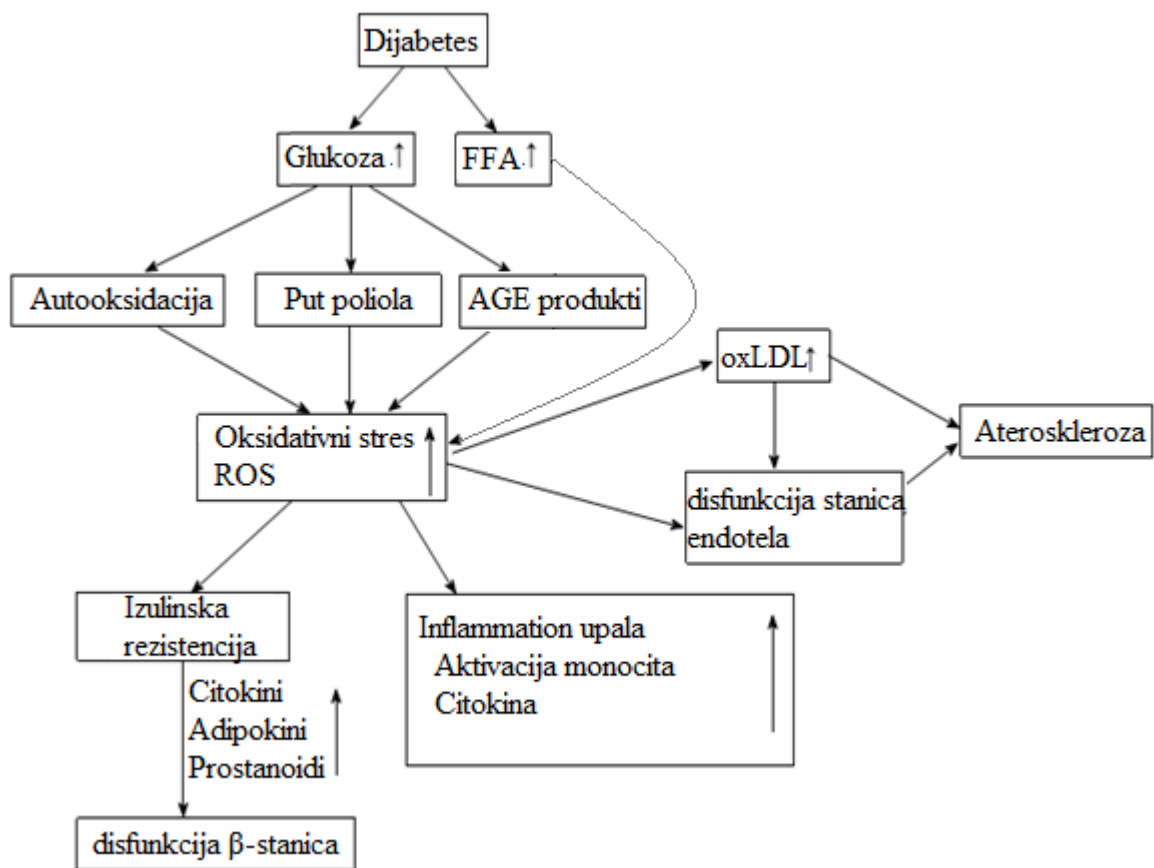 Dijabetes
Glukoza ↑
FFA ↑
Autooksidacija
Put poliola
AGE produkti
oxLDL↑
Ateroskleroza
Oksidativni stres
ROS
disfunkcija stanica
endotela
Izulinska
rezistencija
Inflammation upala
Aktivacija monocita
Citokina
Citokini
Adipokini
Prostanoidi
disfunkcija β-stanica